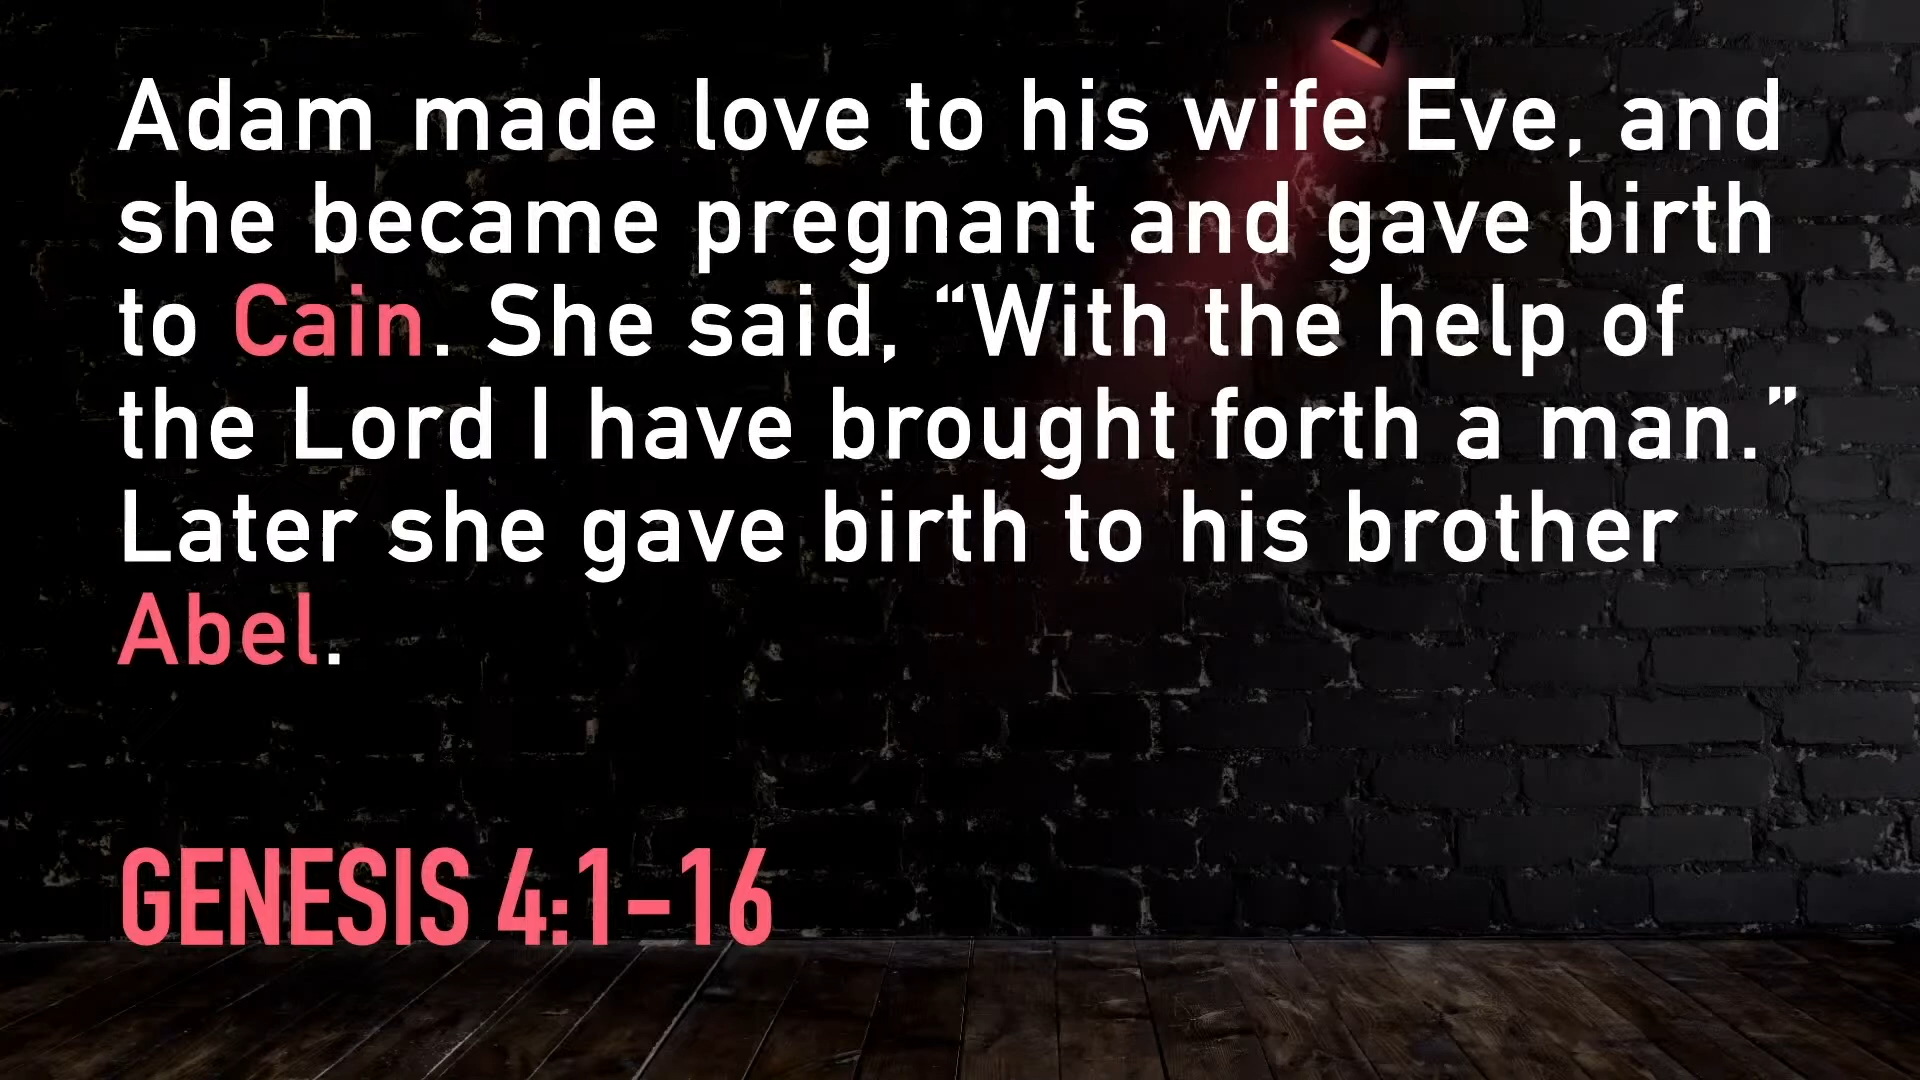 Adam made love to his wife Eve, and
she became pregnant and gave birth
to Cain. She said, “With the help of
the Lord I have brought forth a man.”
Later she gave birth to his brother
Abel.
GENESIS 4:1–16